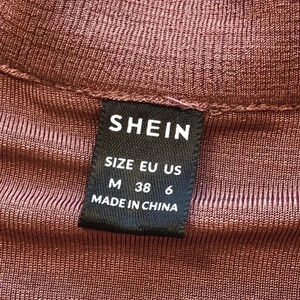 SHEIN
SIZE EU US
M 38 6
MADE IN CHINA